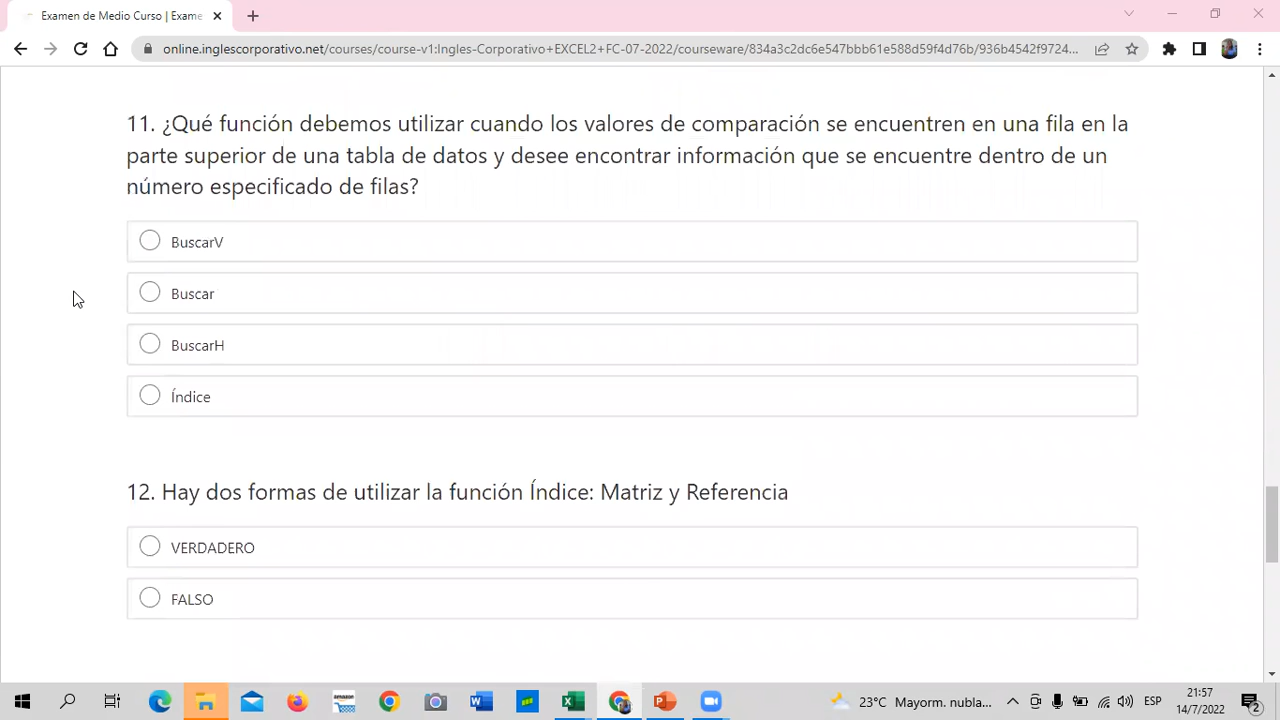 Examen de Medio Curso | Exame
online.inglescorporativo.net/courses/course-v1:Ingles-Corporativo+EXCEL2+FC-07-2022/courseware/834a3c2dc6e547bbb61e588d59f4d76b/936b4542f9724...
11. ¿Qué función debemos utilizar cuando los valores de comparación se encuentren en una fila en la
parte superior de una tabla de datos y desee encontrar información que se encuentre dentro de un
número especificado de filas?
BuscarV
Buscar
BuscarH
Índice
12. Hay dos formas de utilizar la función Índice: Matriz y Referencia
VERDADERO
FALSO
amazon
23°C Mayorm. nubla... ESP 21:57
14/7/2022 2